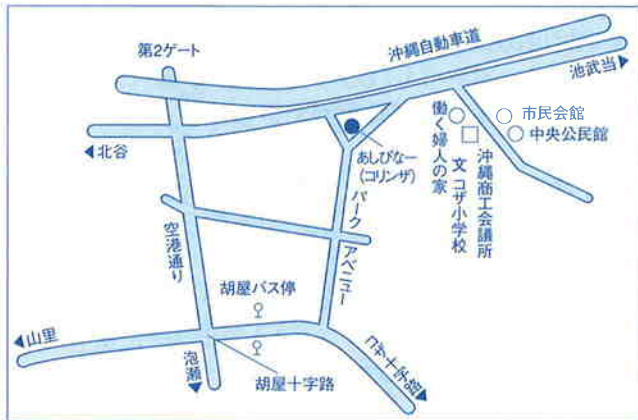 第2ゲート
沖縄自動車道
池武当
北谷
あしびなー
(コリンザ)
働く婦人の家
文 コザ小学校
沖縄商工会議所
市民会館
中央公民館
パークアベニュー
空港通り
胡屋バス停
山里
泡瀬
胡屋十字路
コザ十字路